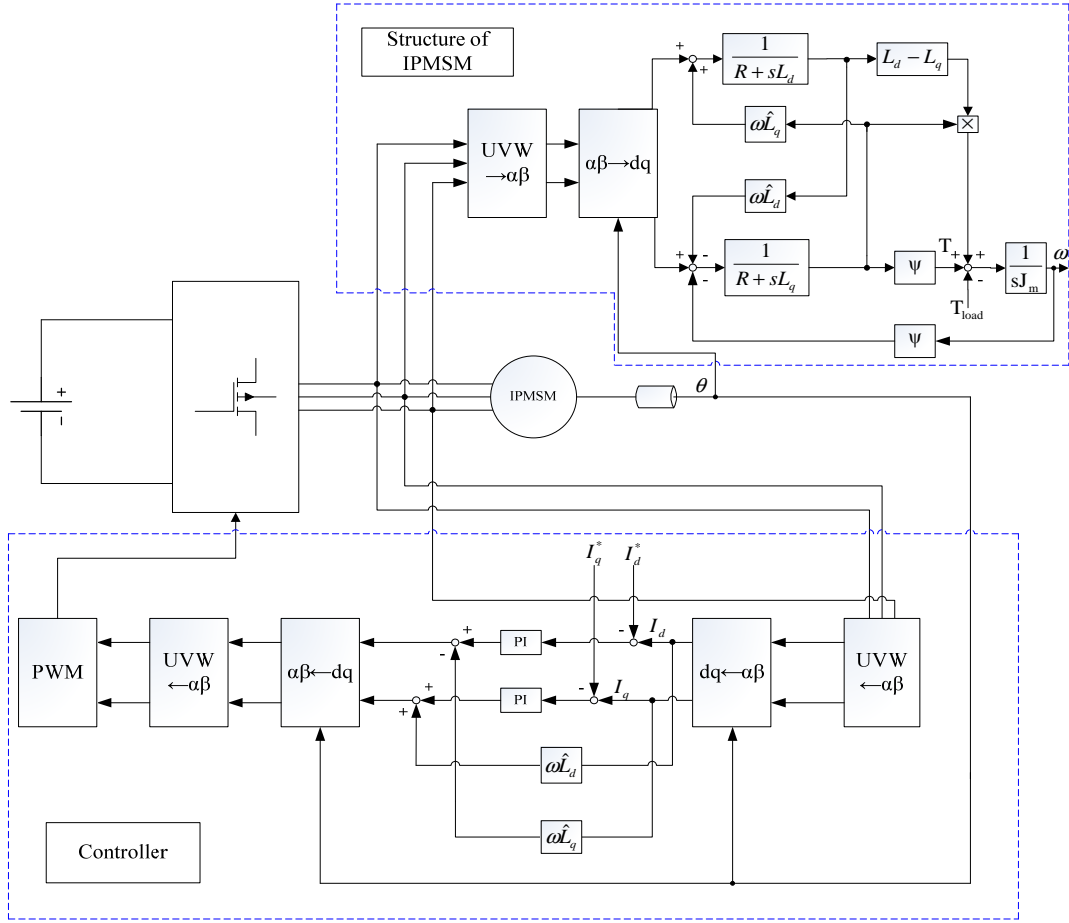 Structure of
IPMSM
UVW
→αβ
αβ→dq
+
+
1
R + sL_d
L_d − L_q
ωL̂_q
×
ωL̂_d
+
-
-
1
R + sL_q
ψ
T
+
+
-
T_load
1
sJ_m
ω
ψ
+
-
IPMSM
θ
I_q^*
I_d^*
PWM
UVW
←αβ
αβ←dq
+
-
PI
-
I_d
+
+
PI
-
I_q
dq←αβ
UVW
←αβ
ωL̂_d
ωL̂_q
Controller